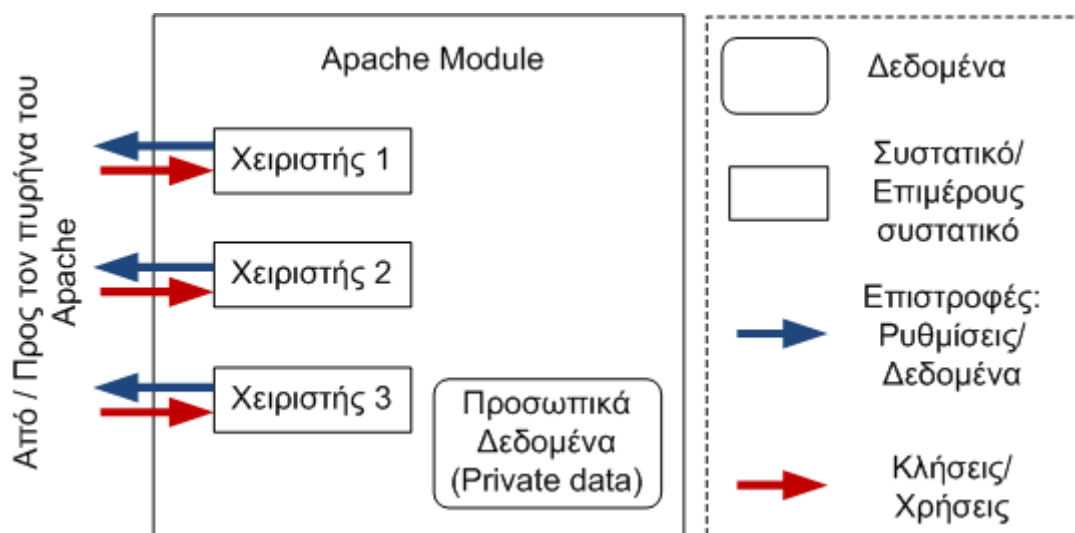 Από / Προς τον πυρήνα του
Apache
Apache Module
Χειριστής 1
Χειριστής 2
Χειριστής 3
Προσωπικά
Δεδομένα
(Private data)
Δεδομένα
Συστατικό/
Επιμέρους
συστατικό
Επιστροφές:
Ρυθμίσεις/
Δεδομένα
Κλήσεις/
Χρήσεις